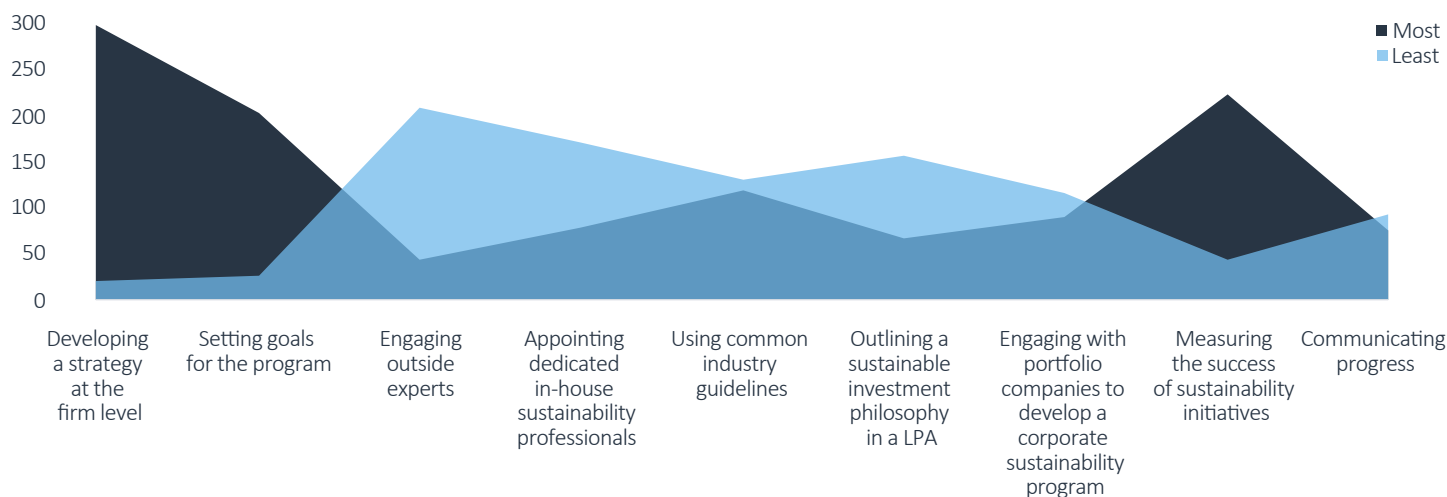 300
250
200
150
100
50
0
Most
Least
Developing
a strategy
at the
firm level
Setting goals
for the program
Engaging
outside
experts
Appointing
dedicated
in-house
sustainability
professionals
Using common
industry
guidelines
Outlining a
sustainable
investment
philosophy
in a LPA
Engaging with
portfolio
companies to
develop a
corporate
sustainability
program
Measuring
the success
of sustainability
initiatives
Communicating
progress